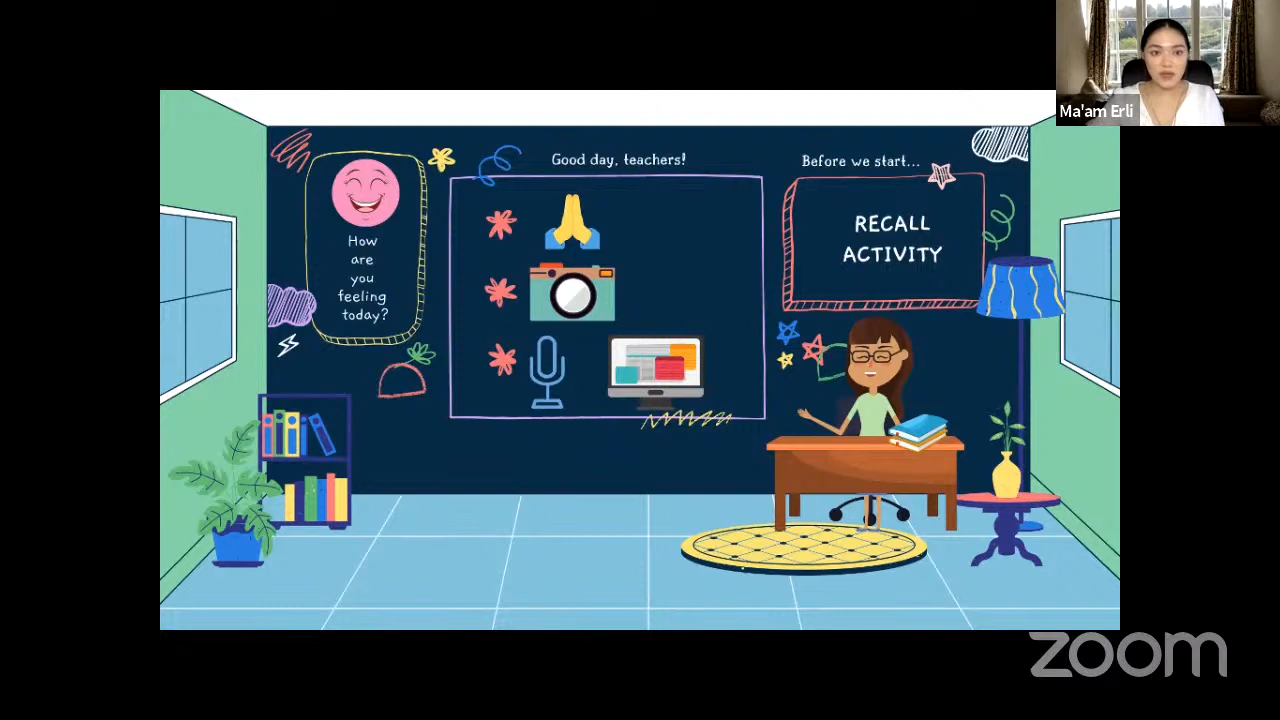 Ma'am Erli
Good day, teachers!
Before we start...
How
are
you
feeling
today?
RECALL
ACTIVITY
zoom